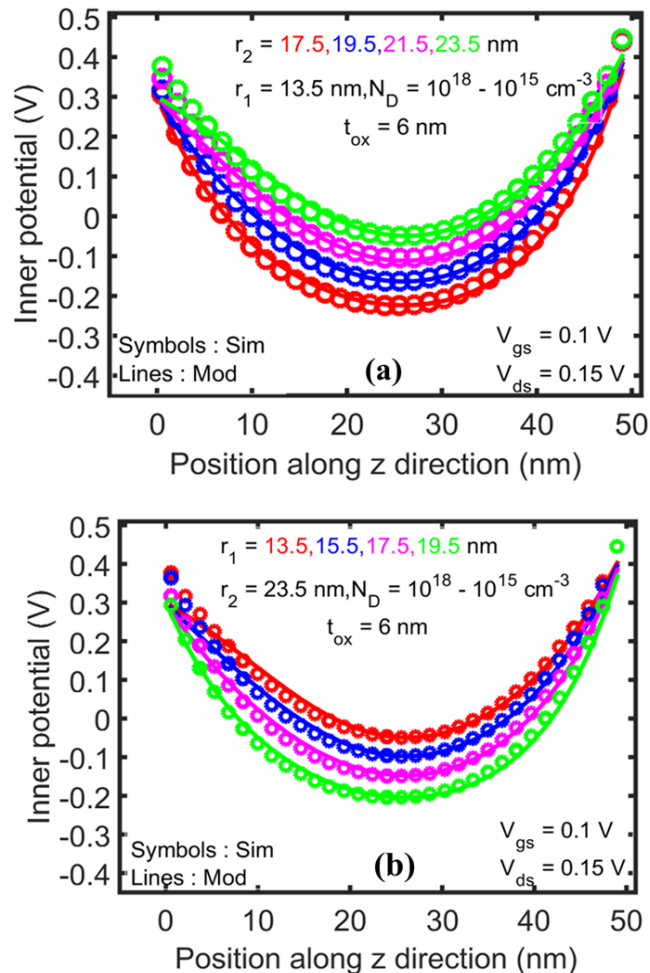 0.5
0.4
0.3
0.2
0.1
0
-0.1
-0.2
-0.3
-0.4
Inner potential (V)
r2 = 17.5,19.5,21.5,23.5 nm
r1 = 13.5 nm,ND = 10^18 - 10^15 cm^-3
tox = 6 nm
Symbols : Sim
Lines : Mod
(a)
Vgs = 0.1 V
Vds = 0.15 V
0 10 20 30 40 50
Position along z direction (nm)
0.5
0.4
0.3
0.2
0.1
0
-0.1
-0.2
-0.3
-0.4
Inner potential (V)
r1 = 13.5,15.5,17.5,19.5 nm
r2 = 23.5 nm,ND = 10^18 - 10^15 cm^-3
tox = 6 nm
Symbols : Sim
Lines : Mod
(b)
Vgs = 0.1 V
Vds = 0.15 V
0 10 20 30 40 50
Position along z direction (nm)